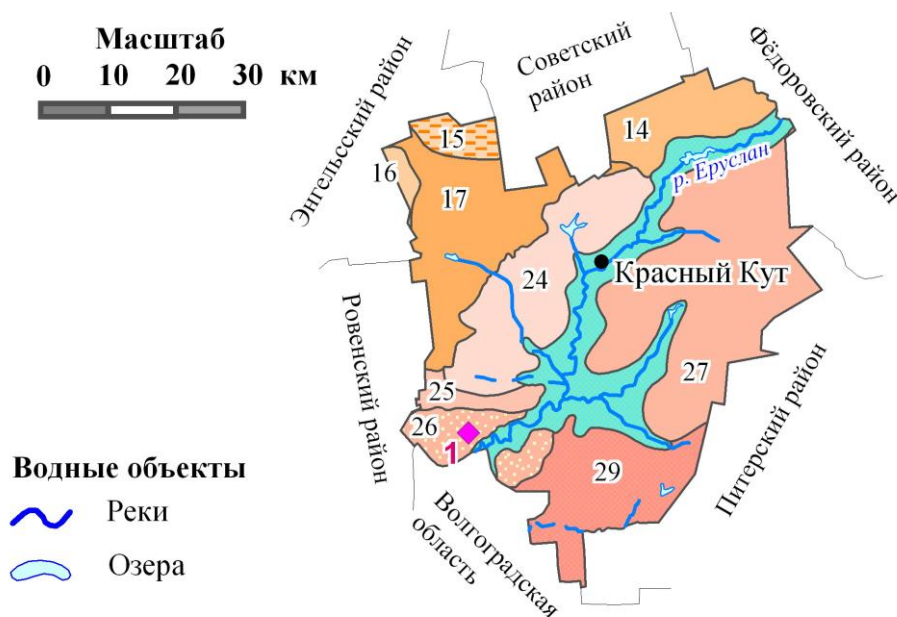 Масштаб
0 10 20 30 км
Энгельсский район
Советский
район
Фёдоровский район
15
14
16
17
р. Еруслан
24
Красный Кут
Ровенский район
25
26
27
1
29
Питерский район
Волгоградская
область
Водные объекты
Реки
Озера